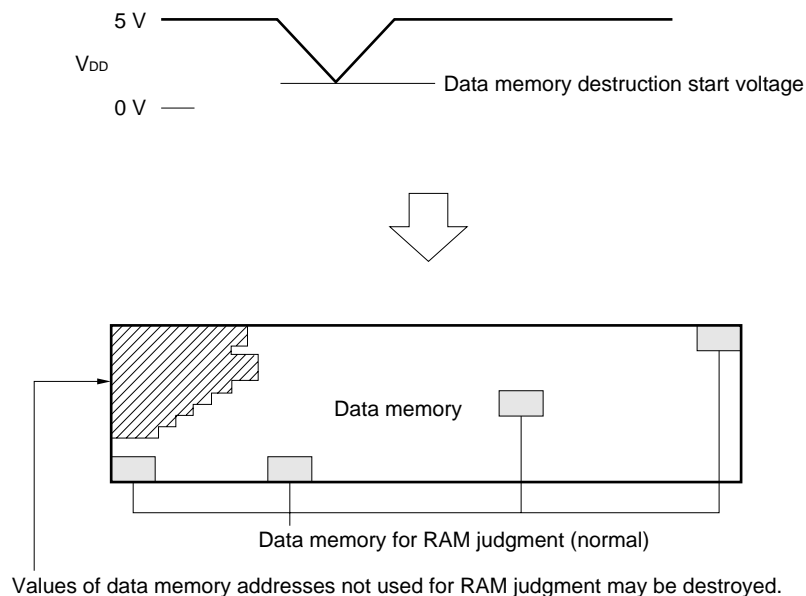 5 V
VDD
Data memory destruction start voltage
0 V
Data memory
Data memory for RAM judgment (normal)
Values of data memory addresses not used for RAM judgment may be destroyed.